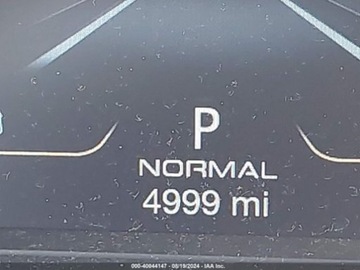 P
NORMAL
4999 mi
000-40044147 - 08/19/2024 - IAA Inc.